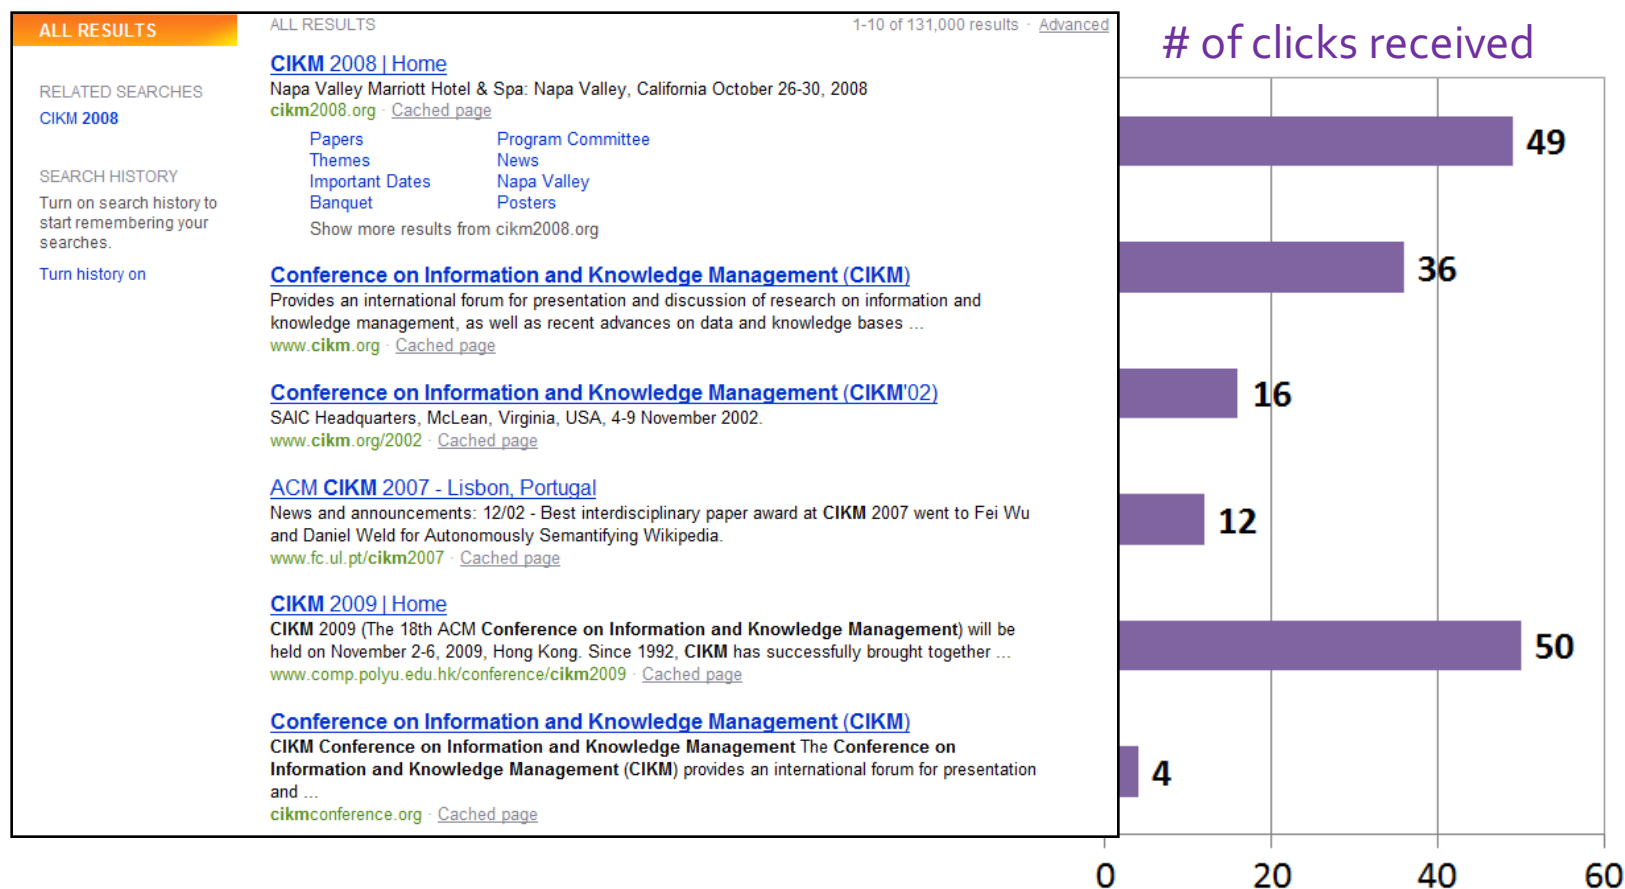 ALL RESULTS
RELATED SEARCHES
CIKM 2008
SEARCH HISTORY
Turn on search history to
start remembering your
searches.
Turn history on
ALL RESULTS
1-10 of 131,000 results · Advanced
CIKM 2008 | Home
Napa Valley Marriott Hotel & Spa: Napa Valley, California October 26-30, 2008
cikm2008.org · Cached page
Papers Program Committee
Themes News
Important Dates Napa Valley
Banquet Posters
Show more results from cikm2008.org
Conference on Information and Knowledge Management (CIKM)
Provides an international forum for presentation and discussion of research on information and
knowledge management, as well as recent advances on data and knowledge bases ...
www.cikm.org · Cached page
Conference on Information and Knowledge Management (CIKM'02)
SAIC Headquarters, McLean, Virginia, USA, 4-9 November 2002.
www.cikm.org/2002 · Cached page
ACM CIKM 2007 - Lisbon, Portugal
News and announcements: 12/02 - Best interdisciplinary paper award at CIKM 2007 went to Fei Wu
and Daniel Weld for Autonomously Semantifying Wikipedia.
www.fc.ul.pt/cikm2007 · Cached page
CIKM 2009 | Home
CIKM 2009 (The 18th ACM Conference on Information and Knowledge Management) will be
held on November 2-6, 2009, Hong Kong. Since 1992, CIKM has successfully brought together ...
www.comp.polyu.edu.hk/conference/cikm2009 · Cached page
Conference on Information and Knowledge Management (CIKM)
CIKM Conference on Information and Knowledge Management The Conference on
Information and Knowledge Management (CIKM) provides an international forum for presentation
and ...
cikmconference.org · Cached page
# of clicks received
49
36
16
12
50
4
0 20 40 60